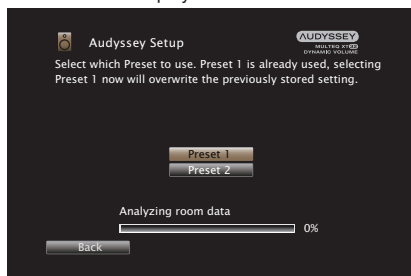 Audyssey Setup
AUDYSSEY
MULTEQ XT32
DYNAMIC VOLUME
Select which Preset to use. Preset 1 is already used, selecting
Preset 1 now will overwrite the previously stored setting.
Preset 1
Preset 2
Analyzing room data
0%
Back